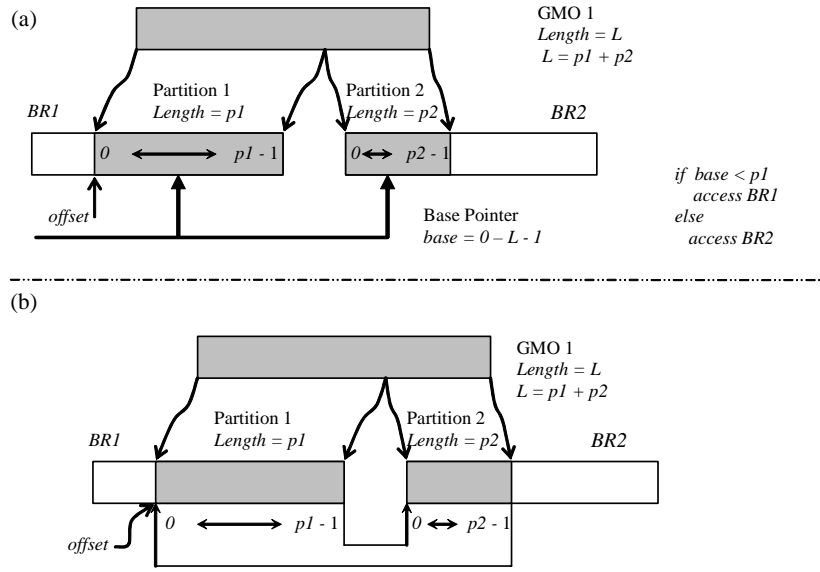 (a)
GMO 1
Length = L
L = p1 + p2
Partition 1
Length = p1
Partition 2
Length = p2
BR1
BR2
0
p1 - 1
0
p2 - 1
offset
Base Pointer
base = 0 – L - 1
if base < p1
access BR1
else
access BR2
(b)
GMO 1
Length = L
L = p1 + p2
Partition 1
Length = p1
Partition 2
Length = p2
BR1
BR2
0
p1 - 1
0
p2 - 1
offset